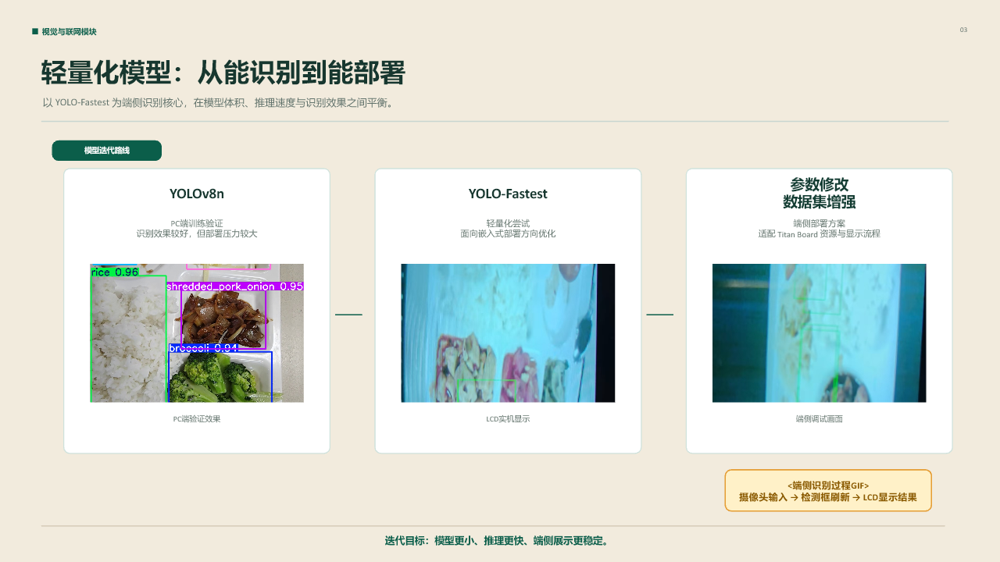 视觉与联网模块
03
轻量化模型：从能识别到能部署
以 YOLO-Fastest 为端侧识别核心，在模型体积、推理速度与识别效果之间平衡。
模型迭代路线
YOLOv8n
PC端训练验证
识别效果较好，但部署压力较大
rice 0.96
shredded_pork_onion 0.95
broccoli 0.94
PC端验证效果
YOLO-Fastest
轻量化尝试
面向嵌入式部署方向优化
LCD实机显示
参数修改
数据集增强
端侧部署方案
适配 Titan Board 资源与显示流程
端侧调试画面
<端侧识别过程GIF>
摄像头输入 → 检测框刷新 → LCD显示结果
迭代目标：模型更小、推理更快、端侧展示更稳定。